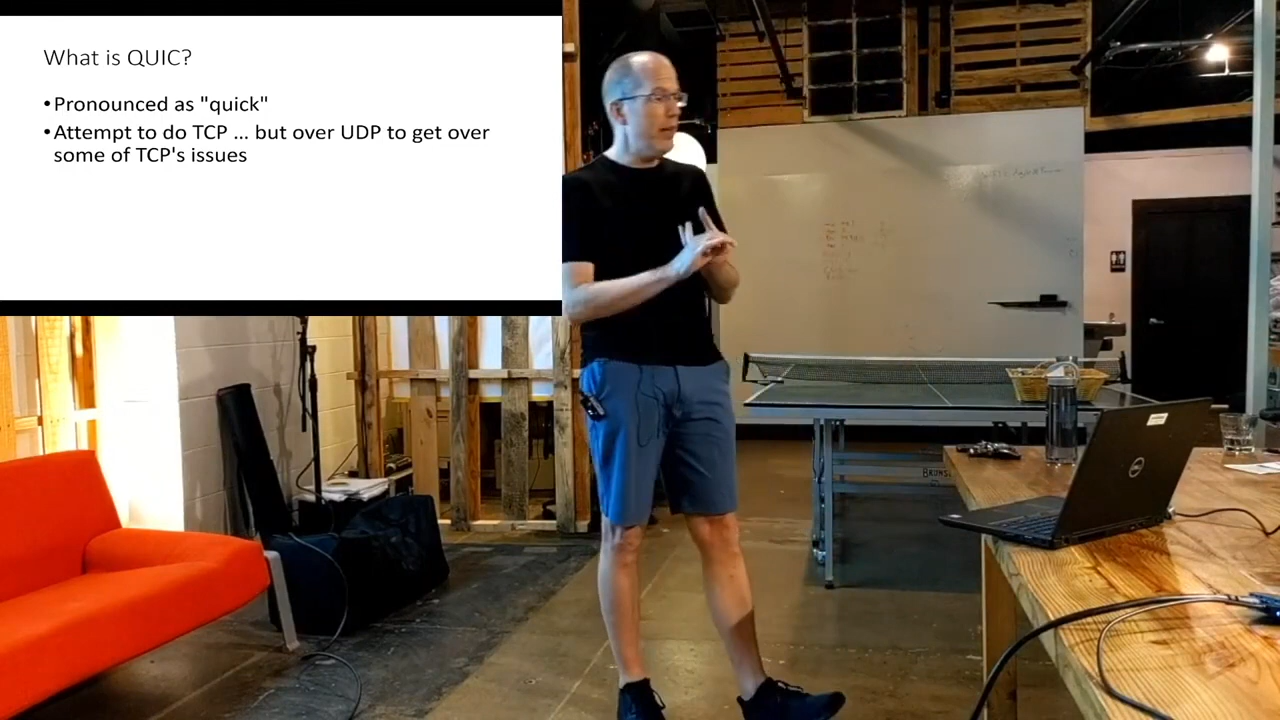 What is QUIC?
• Pronounced as "quick"
• Attempt to do TCP ... but over UDP to get over
some of TCP's issues
DELL